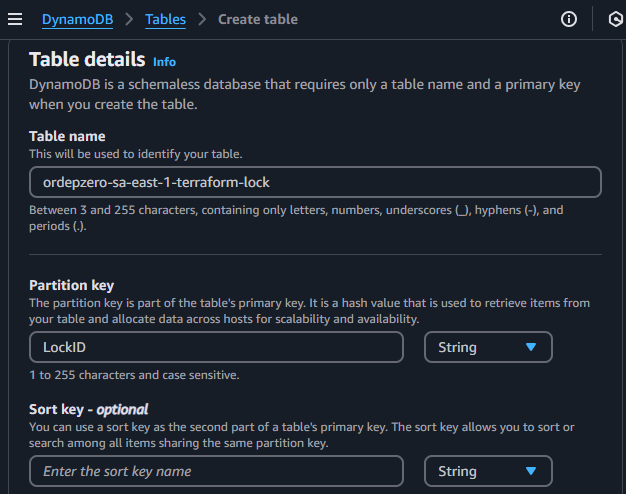 DynamoDB > Tables > Create table
Table details Info
DynamoDB is a schemaless database that requires only a table name and a primary key
when you create the table.
Table name
This will be used to identify your table.
ordepzero-sa-east-1-terraform-lock
Between 3 and 255 characters, containing only letters, numbers, underscores (_), hyphens (-), and
periods (.).
Partition key
The partition key is part of the table's primary key. It is a hash value that is used to retrieve items from
your table and allocate data across hosts for scalability and availability.
LockID String
1 to 255 characters and case sensitive.
Sort key - optional
You can use a sort key as the second part of a table's primary key. The sort key allows you to sort or
search among all items sharing the same partition key.
Enter the sort key name String